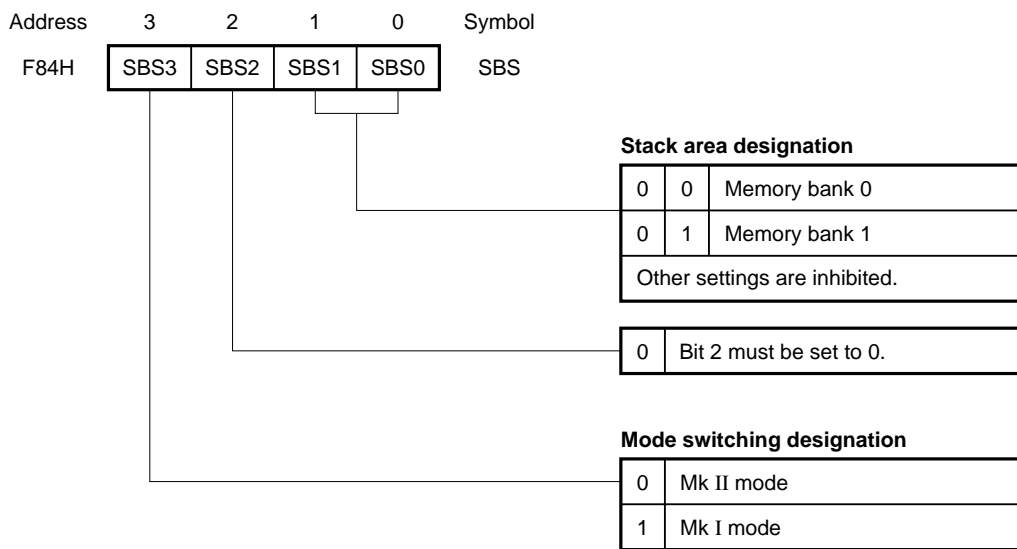 Address 3 2 1 0 Symbol
F84H SBS3 SBS2 SBS1 SBS0 SBS
Stack area designation
0 0 Memory bank 0
0 1 Memory bank 1
Other settings are inhibited.
0 Bit 2 must be set to 0.
Mode switching designation
0 Mk II mode
1 Mk I mode